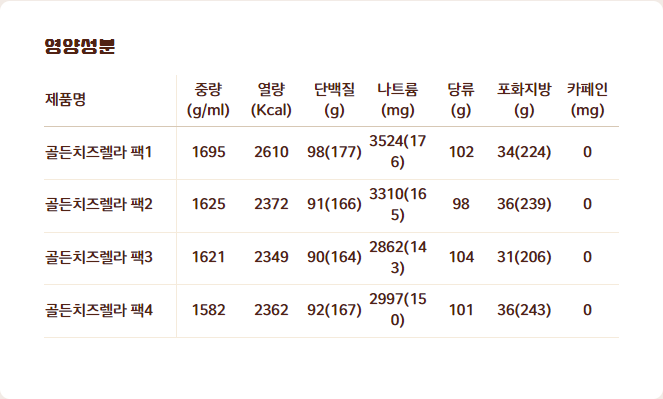 영양성분
제품명 중량 (g/ml) 열량 (Kcal) 단백질 (g) 나트륨 (mg) 당류 (g) 포화지방 (g) 카페인 (mg)
골든치즈렐라 팩1 1695 2610 98(177) 3524(176) 102 34(224) 0
골든치즈렐라 팩2 1625 2372 91(166) 3310(165) 98 36(239) 0
골든치즈렐라 팩3 1621 2349 90(164) 2862(143) 104 31(206) 0
골든치즈렐라 팩4 1582 2362 92(167) 2997(150) 101 36(243) 0